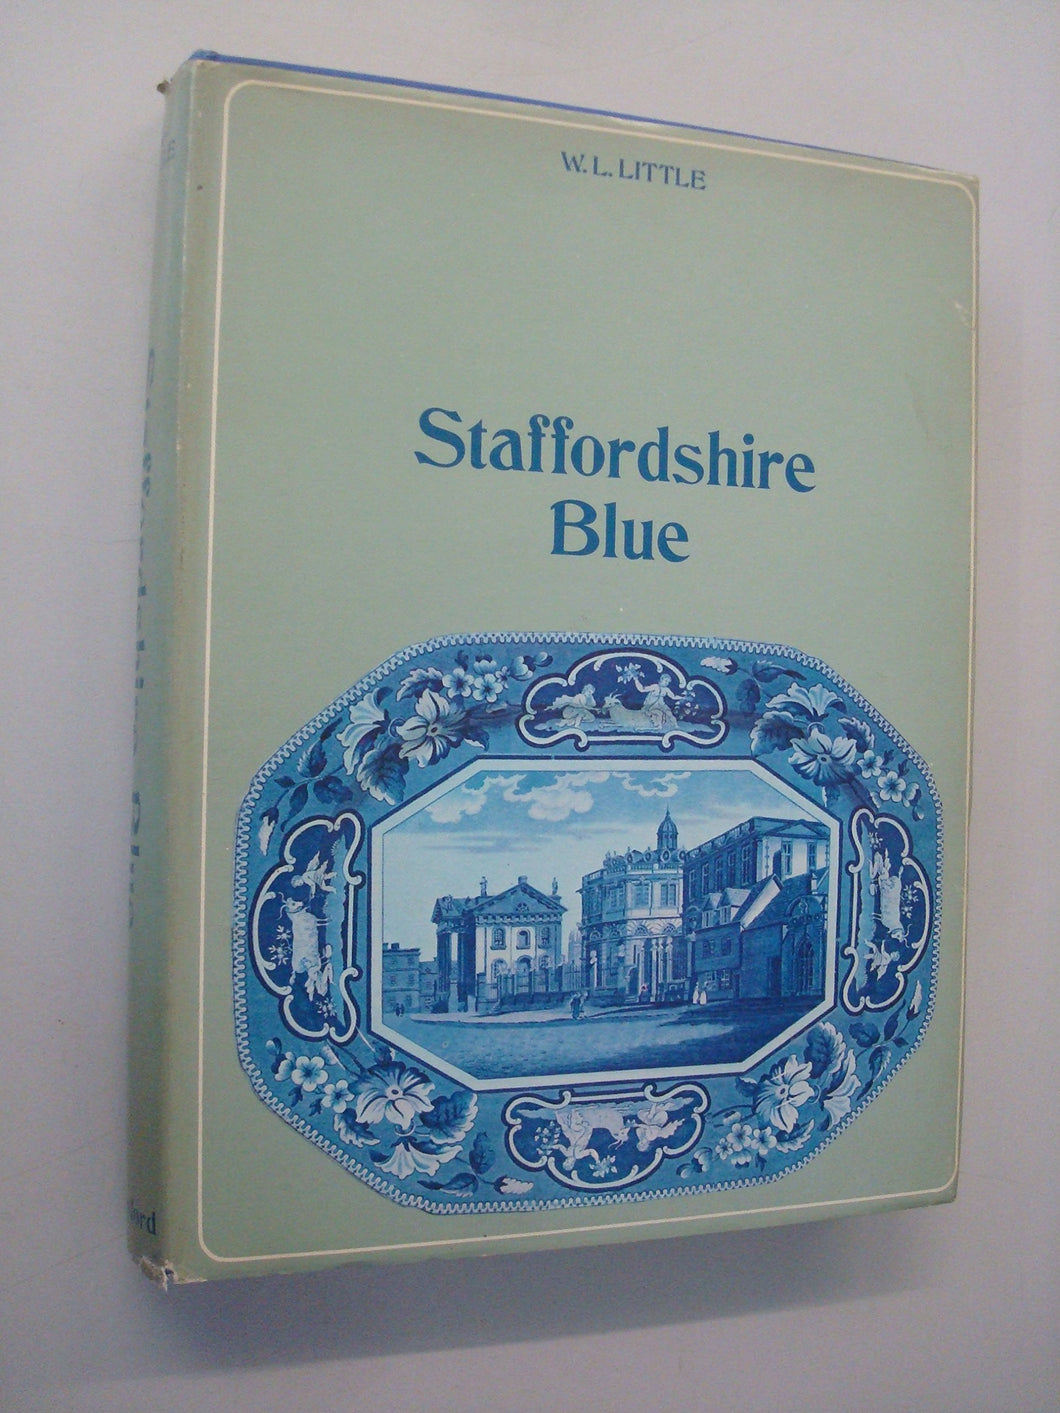 W. L. LITTLE
Staffordshire
Blue